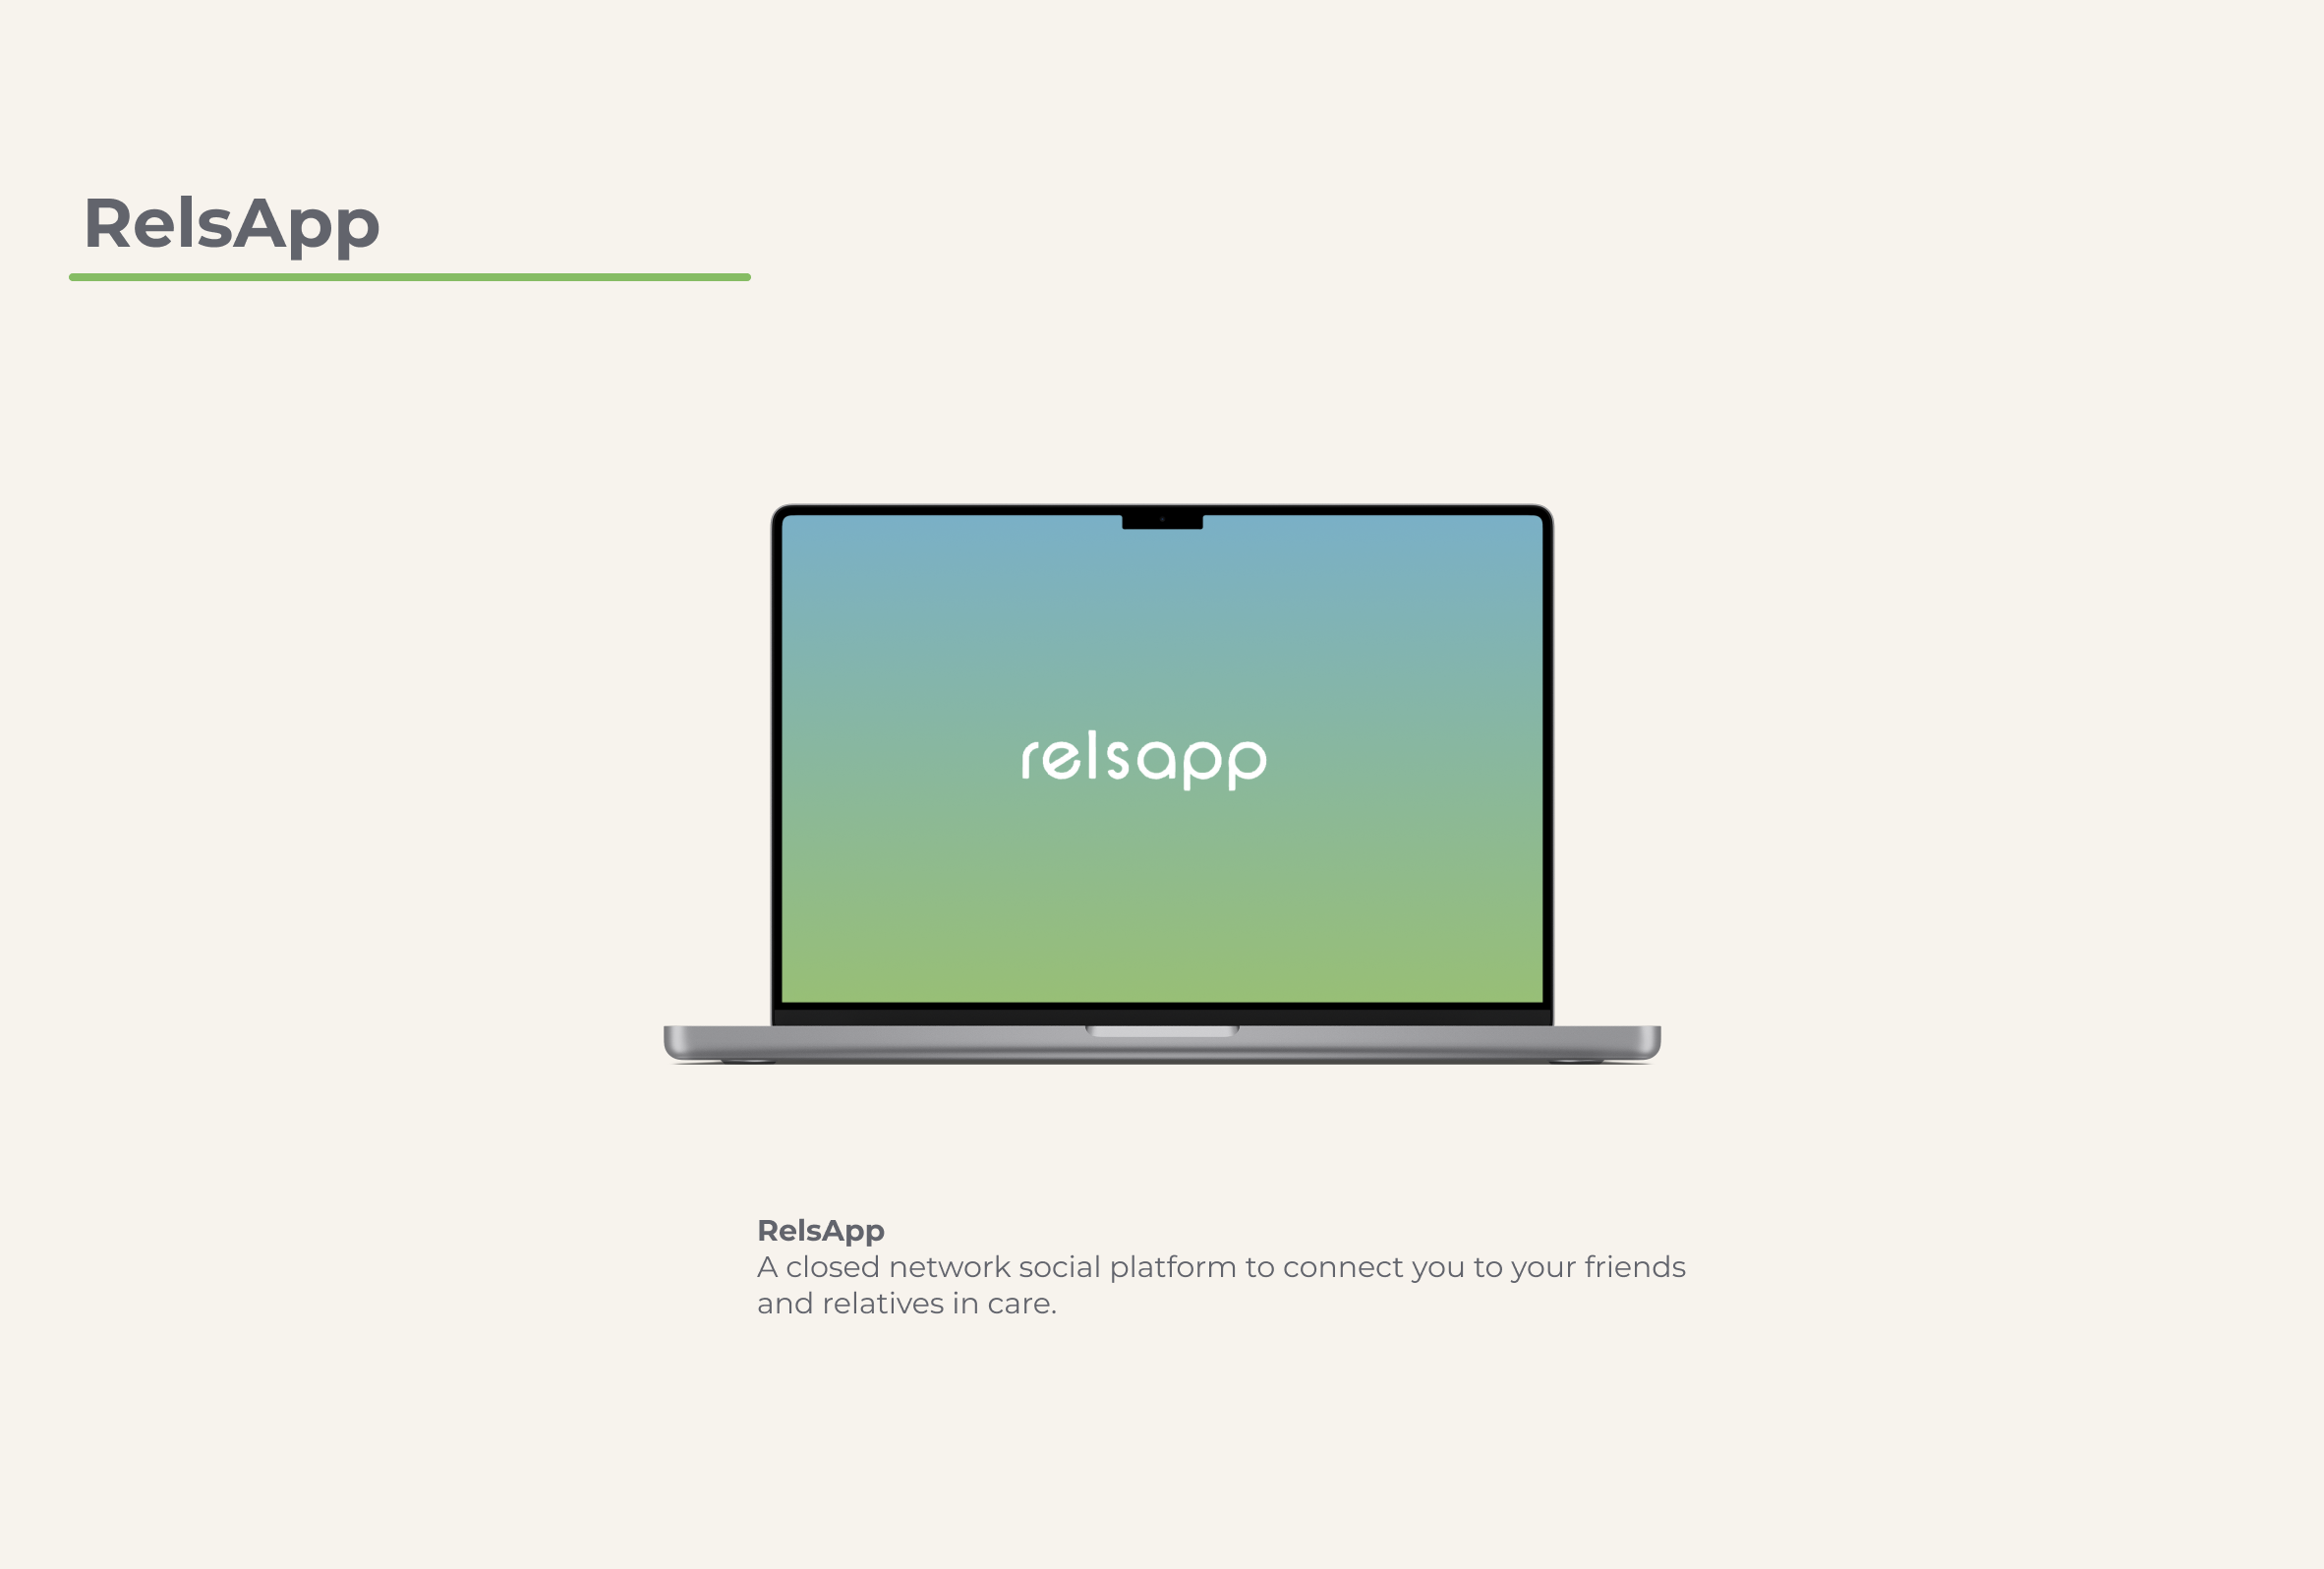 RelsApp
relsapp
RelsApp
A closed network social platform to connect you to your friends
and relatives in care.